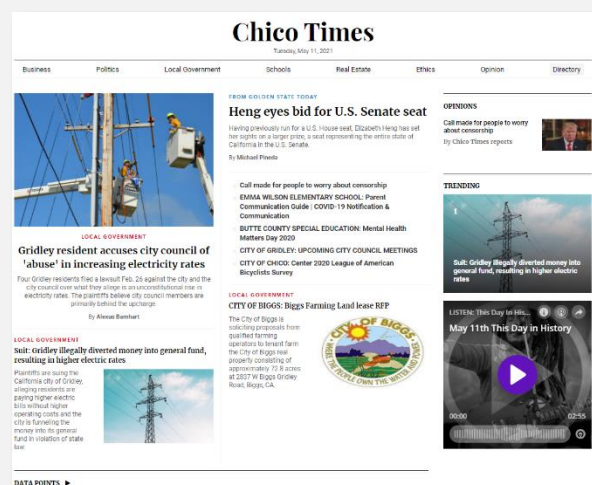 Chico Times
Tuesday, May 11, 2021
Business Politics Local Government Schools Real Estate Ethics Opinion Directory
LOCAL GOVERNMENT
Gridley resident accuses city council of
'abuse' in increasing electricity rates
Four Gridley residents filed a lawsuit Feb. 26 against the city and the
city council over what they allege is an unconstitutional rise in
electricity rates. The plaintiffs believe city council members are
primarily behind the upcharge.
By Alexus Barnhart
LOCAL GOVERNMENT
Suit: Gridley illegally diverted money into general fund,
resulting in higher electric rates
Plaintiffs are suing the
California city of Gridley,
alleging residents are
paying higher electric
bills without higher
operating costs and the
city is funneling the
money into its general
fund in violation of state
law.
FROM GOLDEN STATE TODAY
Heng eyes bid for U.S. Senate seat
Having previously run for a U.S. House seat, Elizabeth Heng has set
her sights on a larger prize, a seat representing the entire state of
California in the U.S. Senate.
By Michael Pineda
Call made for people to worry about censorship
EMMA WILSON ELEMENTARY SCHOOL: Parent
Communication Guide | COVID-19 Notification &
Communication
BUTTE COUNTY SPECIAL EDUCATION: Mental Health
Matters Day 2020
CITY OF GRIDLEY: UPCOMING CITY COUNCIL MEETINGS
CITY OF CHICO: Center 2020 League of American
Bicyclists Survey
LOCAL GOVERNMENT
CITY OF BIGGS: Biggs Farming Land lease RFP
The City of Biggs is
soliciting proposals from
qualified farming
operators to tenant farm
the City of Biggs real
property consisting of
approximately 72.8 acres
at 2837 W Biggs Gridley
Road, Biggs, CA.
CITY OF BIGGS
WHERE THE PEOPLE OWN THE WATER AND
OPINIONS
Call made for people to worry
about censorship
By Chico Times reports
TRENDING
1
Suit: Gridley illegally diverted money into
general fund, resulting in higher electric
rates
LISTEN: This Day In His...
May 11th This Day in History
00:00 02:55
DATA POINTS